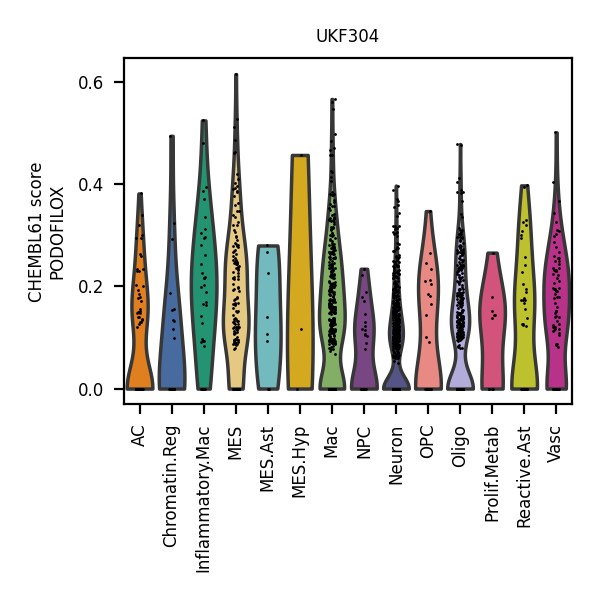 UKF304
CHEMBL61 score
PODOFILOX
0.6
0.4
0.2
0.0
AC
Chromatin.Reg
Inflammatory.Mac
MES
MES.Ast
MES.Hyp
Mac
NPC
Neuron
OPC
Oligo
Prolif.Metab
Reactive.Ast
Vasc